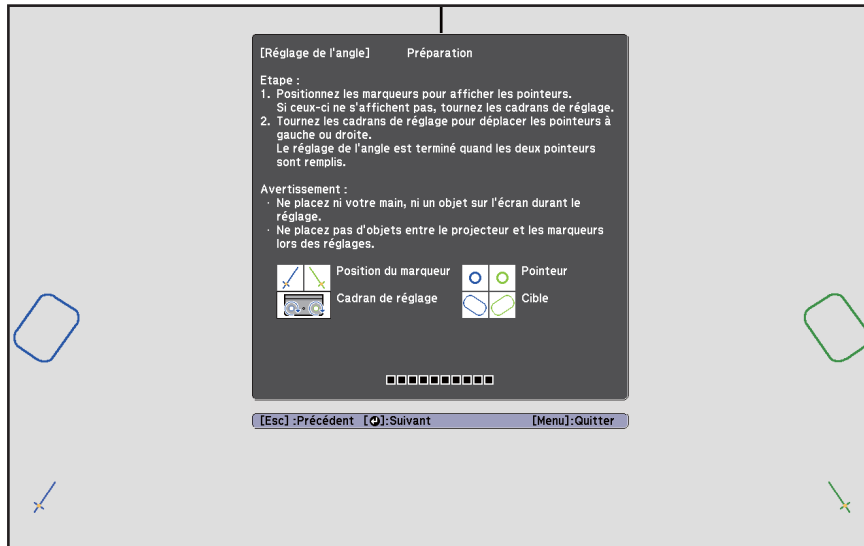 [Réglage de l'angle] Préparation
Etape :
1. Positionnez les marqueurs pour afficher les pointeurs.
Si ceux-ci ne s'affichent pas, tournez les cadrans de réglage.
2. Tournez les cadrans de réglage pour déplacer les pointeurs à
gauche ou droite.
Le réglage de l'angle est terminé quand les deux pointeurs
sont remplis.
Avertissement :
· Ne placez ni votre main, ni un objet sur l'écran durant le
réglage.
· Ne placez pas d'objets entre le projecteur et les marqueurs
lors des réglages.
Position du marqueur Pointeur
Cadran de réglage Cible
[Esc] :Précédent [↵]:Suivant [Menu]:Quitter